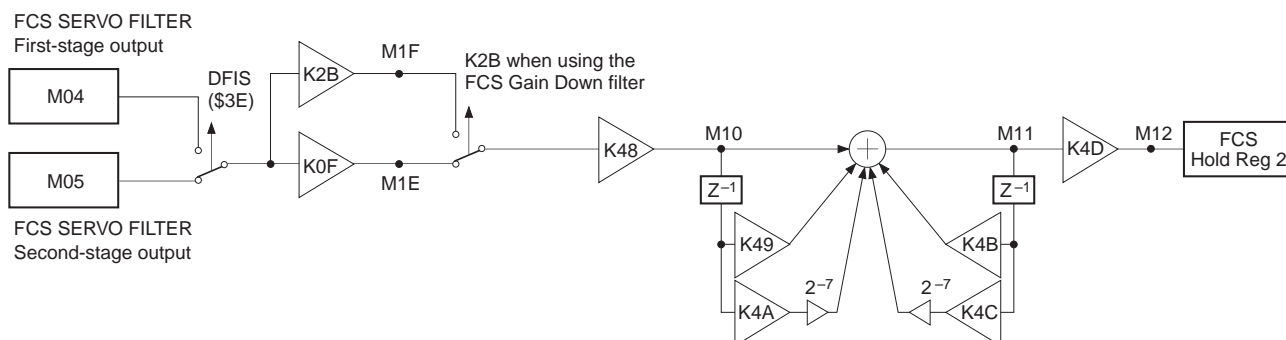 FCS SERVO FILTER
First-stage output
M04
DFIS
($3E)
K2B
M1F
K2B when using the
FCS Gain Down filter
M05
FCS SERVO FILTER
Second-stage output
K0F
M1E
K48
M10
Z⁻¹
K49
K4A
2⁻⁷
+
M11
Z⁻¹
K4B
2⁻⁷
K4C
K4D
M12
FCS
Hold Reg 2